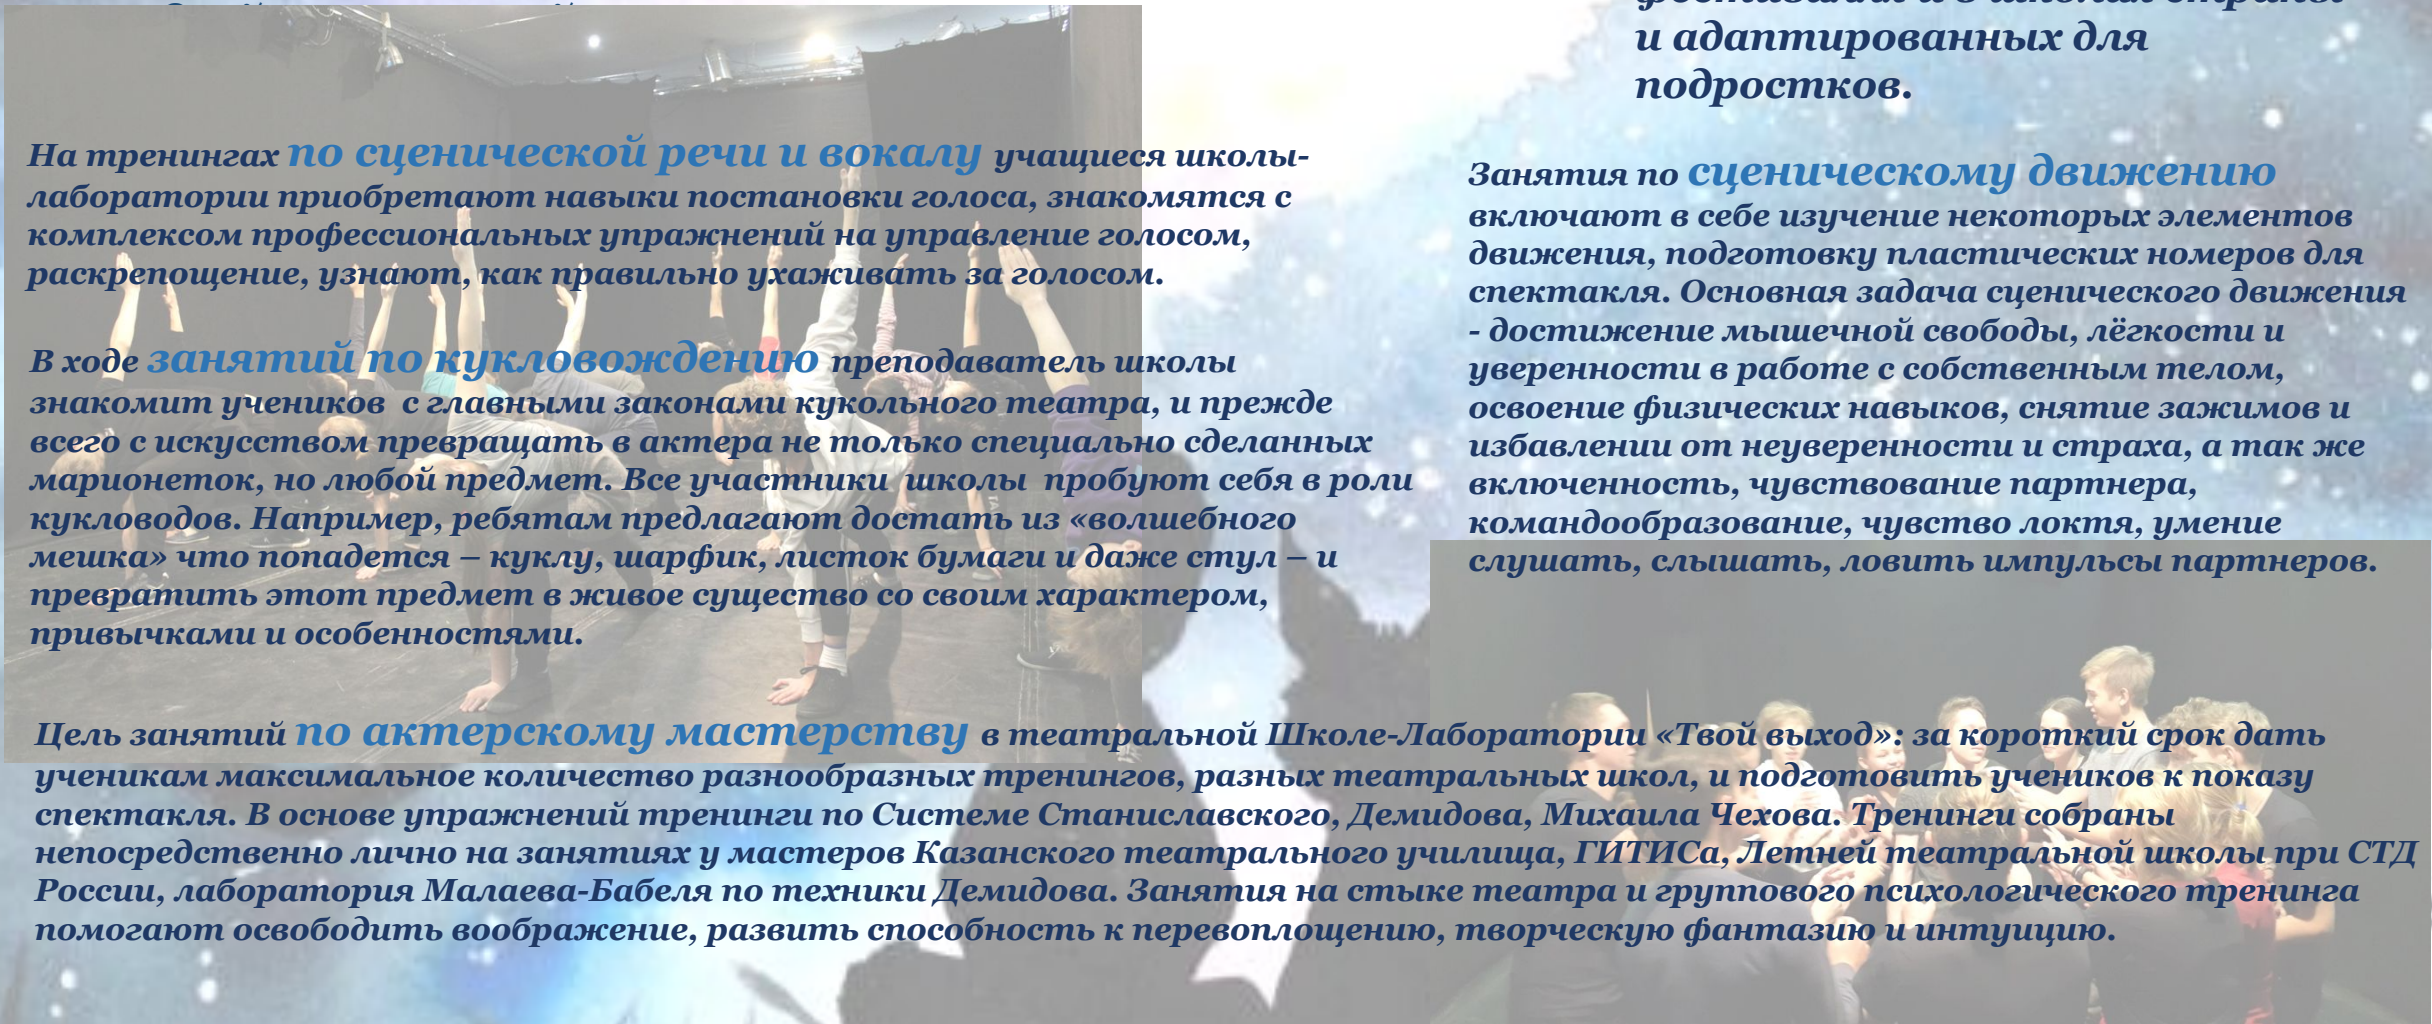 и адаптированных для
подростков.
На тренингах по сценической речи и вокалу учащиеся школы-
лаборатории приобретают навыки постановки голоса, знакомятся с
комплексом профессиональных упражнений на управление голосом,
раскрепощение, узнают, как правильно ухаживать за голосом.
В ходе занятий по кукловождению преподаватель школы
знакомит учеников с главными законами кукольного театра, и прежде
всего с искусством превращать в актера не только специально сделанных
марионеток, но любой предмет. Все участники школы пробуют себя в роли
кукловодов. Например, ребятам предлагают достать из «волшебного
мешка» что попадется – куклу, шарфик, листок бумаги и даже стул – и
превратить этот предмет в живое существо со своим характером,
привычками и особенностями.
Занятия по сценическому движению
включают в себе изучение некоторых элементов
движения, подготовку пластических номеров для
спектакля. Основная задача сценического движения
- достижение мышечной свободы, лёгкости и
уверенности в работе с собственным телом,
освоение физических навыков, снятие зажимов и
избавлении от неуверенности и страха, а так же
включенность, чувствование партнера,
командообразование, чувство локтя, умение
слушать, слышать, ловить импульсы партнеров.
Цель занятий по актерскому мастерству в театральной Школе-Лаборатории «Твой выход»: за короткий срок дать
ученикам максимальное количество разнообразных тренингов, разных театральных школ, и подготовить учеников к показу
спектакля. В основе упражнений тренинги по Системе Станиславского, Демидова, Михаила Чехова. Тренинги собраны
непосредственно лично на занятиях у мастеров Казанского театрального училища, ГИТИСа, Летней театральной школы при СТД
России, лаборатория Малаева-Бабеля по техники Демидова. Занятия на стыке театра и группового психологического тренинга
помогают освободить воображение, развить способность к перевоплощению, творческую фантазию и интуицию.